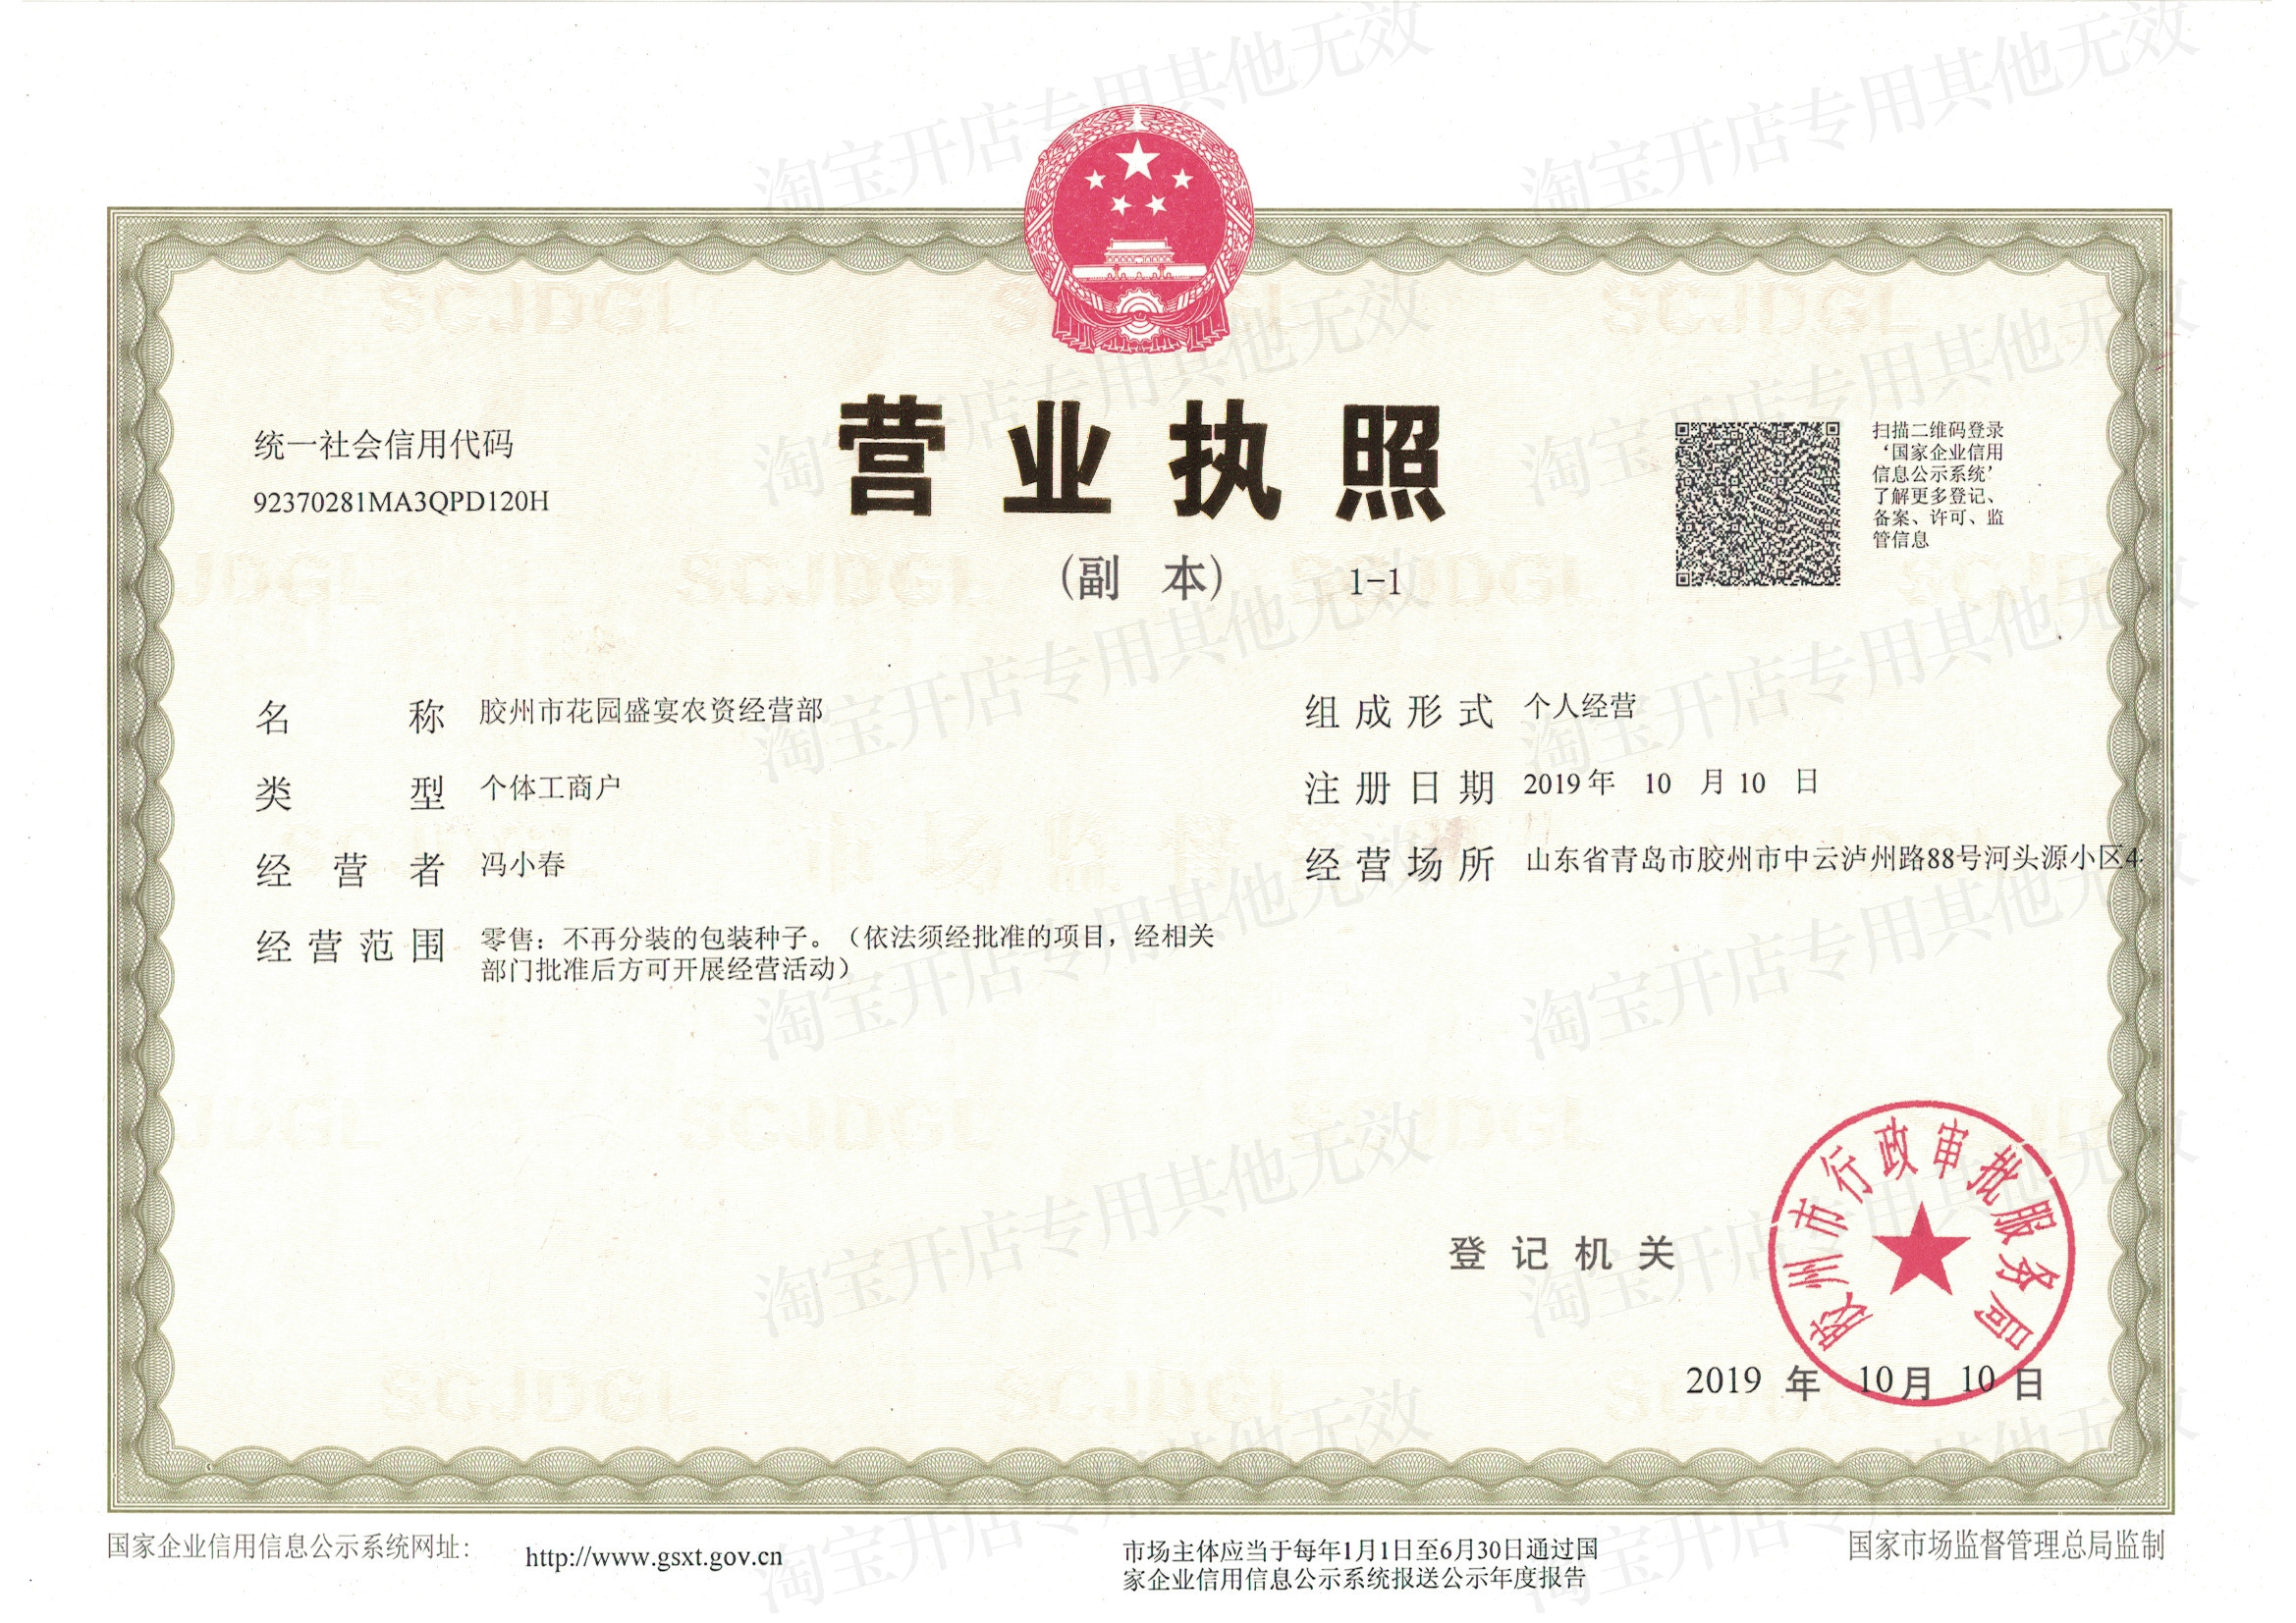 营业执照
(副 本) 1-1
统一社会信用代码
92370281MA3QPD120H
扫描二维码登录
‘国家企业信用
信息公示系统’
了解更多登记、
备案、许可、监
管信息
名称 胶州市花园盛宴农资经营部
类型 个体工商户
经营者 冯小春
经营范围 零售：不再分装的包装种子。（依法须经批准的项目，经相关
部门批准后方可开展经营活动）
组成形式 个人经营
注册日期 2019年 10 月 10 日
经营场所 山东省青岛市胶州市中云泸州路88号河头源小区4
登记机关
胶州市行政审批服务局
2019 年 10月 10 日
国家企业信用信息公示系统网址：
http://www.gsxt.gov.cn
市场主体应当于每年1月1日至6月30日通过国
家企业信用信息公示系统报送公示年度报告
国家市场监督管理总局监制
淘宝开店专用其他无效
SCJDGL